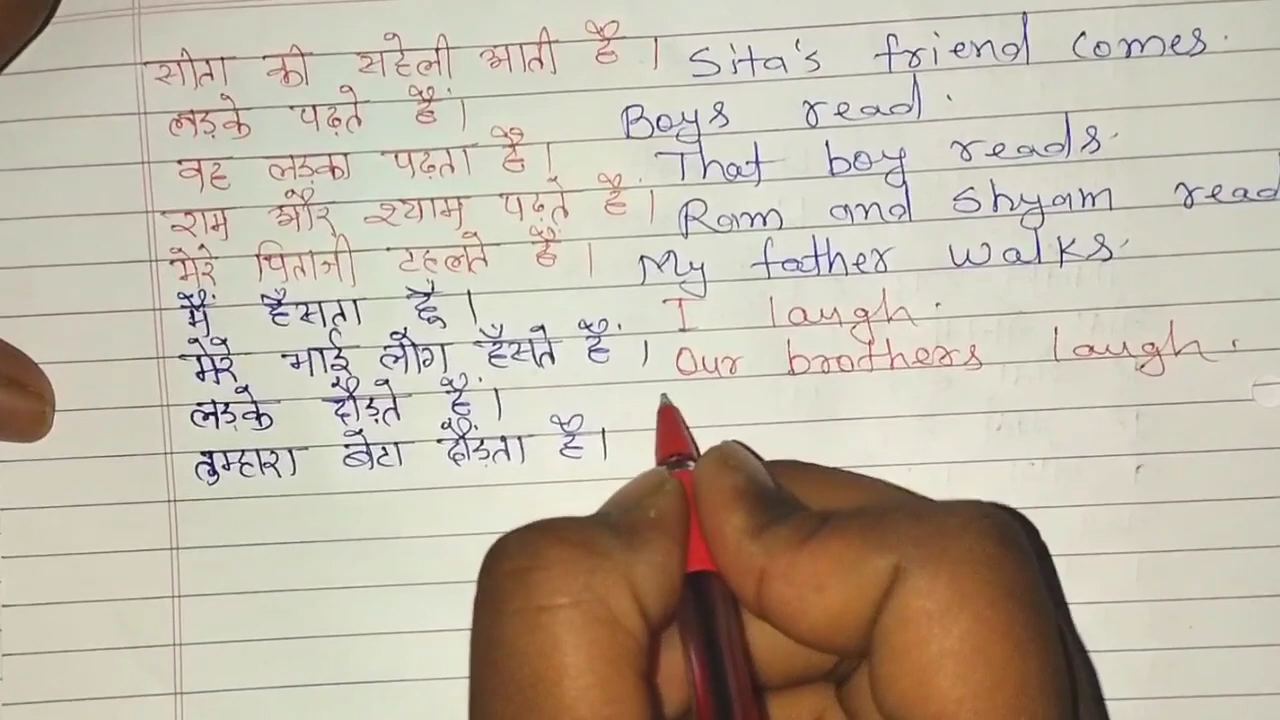 सीता की सहेली आती है । Sita's friend comes.
लड़के पढ़ते हैं । Boys read.
वह लड़का पढ़ता है । That boy reads.
राम और श्याम पढ़ते हैं । Ram and Shyam read
मेरे पिताजी टहलते हैं । My father walks.
मैं हँसता हूँ । I laugh.
मेरे भाई लोग हँसते हैं । Our brothers laugh.
लड़के दौड़ते हैं ।
तुम्हारा बेटा दौड़ता है ।